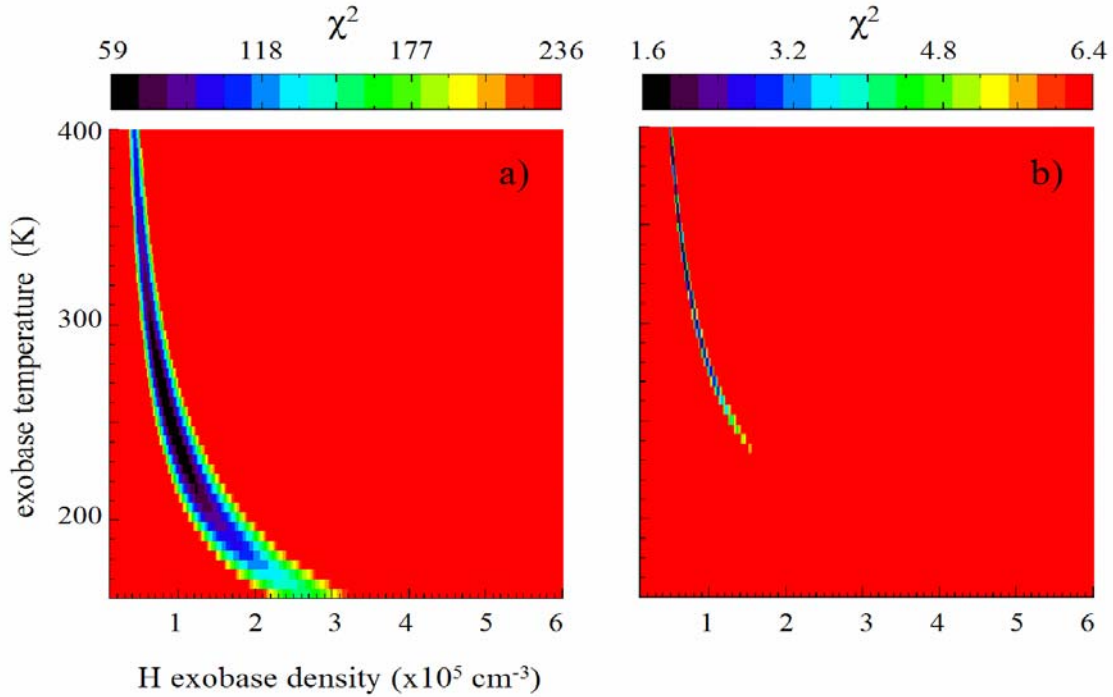 χ² χ²
59 118 177 236 1.6 3.2 4.8 6.4
400
a) b)
300
200
exobase temperature (K)
1 2 3 4 5 6 1 2 3 4 5 6
H exobase density (x10⁵ cm⁻³)